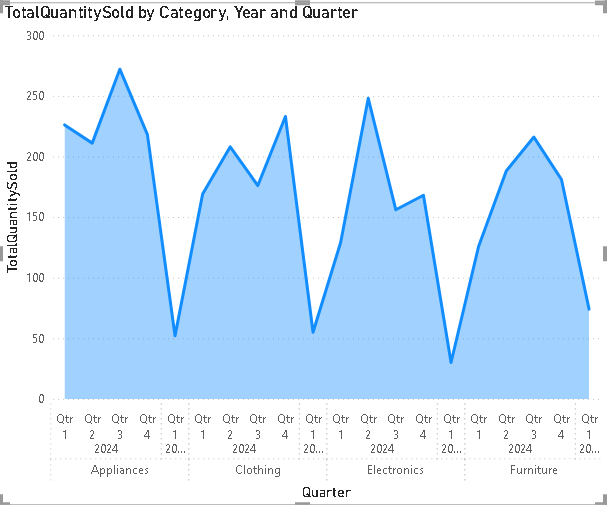 TotalQuantitySold by Category, Year and Quarter
300
250
200
150
100
50
0
TotalQuantitySold
Qtr Qtr Qtr Qtr Qtr Qtr Qtr Qtr Qtr Qtr Qtr Qtr Qtr Qtr Qtr Qtr Qtr Qtr Qtr Qtr
1 2 3 4 1 1 2 3 4 1 1 2 3 4 1 1 2 3 4 1
2024 20... 2024 20... 2024 20... 2024 20...
Appliances Clothing Electronics Furniture
Quarter